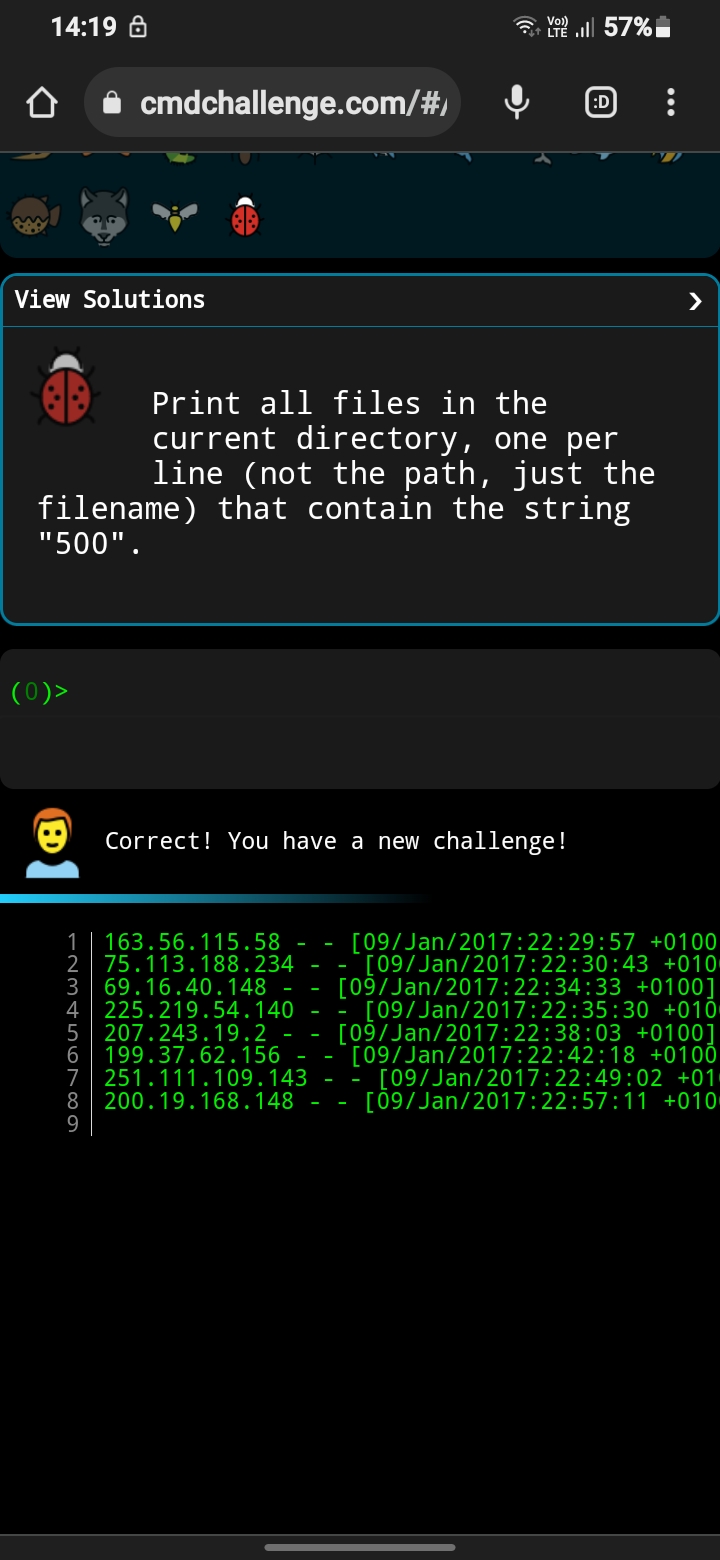 14:19
Vo)) LTE 57%
cmdchallenge.com/#/
:D
View Solutions ❯
Print all files in the
current directory, one per
line (not the path, just the
filename) that contain the string
"500".
(0)>
Correct! You have a new challenge!
1 163.56.115.58 - - [09/Jan/2017:22:29:57 +0100
2 75.113.188.234 - - [09/Jan/2017:22:30:43 +010
3 69.16.40.148 - - [09/Jan/2017:22:34:33 +0100]
4 225.219.54.140 - - [09/Jan/2017:22:35:30 +010
5 207.243.19.2 - - [09/Jan/2017:22:38:03 +0100]
6 199.37.62.156 - - [09/Jan/2017:22:42:18 +0100
7 251.111.109.143 - - [09/Jan/2017:22:49:02 +01
8 200.19.168.148 - - [09/Jan/2017:22:57:11 +010
9